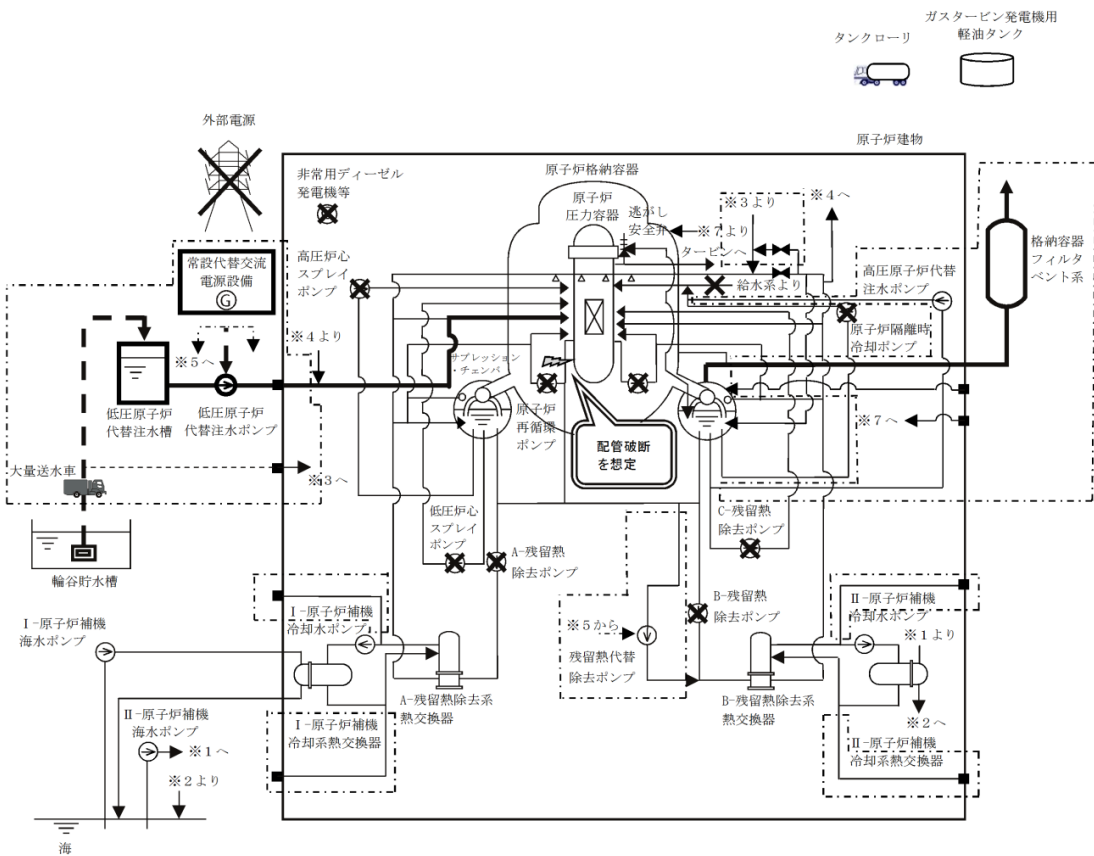 ガスタービン発電機用
軽油タンク
タンクローリ
外部電源
原子炉建物
非常用ディーゼル
発電機等
原子炉格納容器
原子炉
圧力容器
逃がし
安全弁
※7より
※3より
※4へ
タービンへ
給水系より
高圧原子炉代替
注水ポンプ
格納容器
フィルタ
ベント系
高圧炉心
スプレイ
ポンプ
常設代替交流
電源設備
G
※4より
※5へ
原子炉隔離時
冷却ポンプ
サプレッション
・チェンバ
低圧原子炉
代替注水槽
低圧原子炉
代替注水ポンプ
原子炉
再循環
ポンプ
配管破断
を想定
※7へ
大量送水車
※3へ
輪谷貯水槽
低圧炉心
スプレイ
ポンプ
A-残留熱
除去ポンプ
C-残留熱
除去ポンプ
B-残留熱
除去ポンプ
※5から
残留熱代替
除去ポンプ
Ⅰ-原子炉補機
冷却水ポンプ
Ⅱ-原子炉補機
冷却水ポンプ
※1より
Ⅰ-原子炉補機
海水ポンプ
A-残留熱除去系
熱交換器
B-残留熱除去系
熱交換器
※2へ
Ⅱ-原子炉補機
海水ポンプ
※1へ
※2より
Ⅰ-原子炉補機
冷却系熱交換器
Ⅱ-原子炉補機
冷却系熱交換器
海